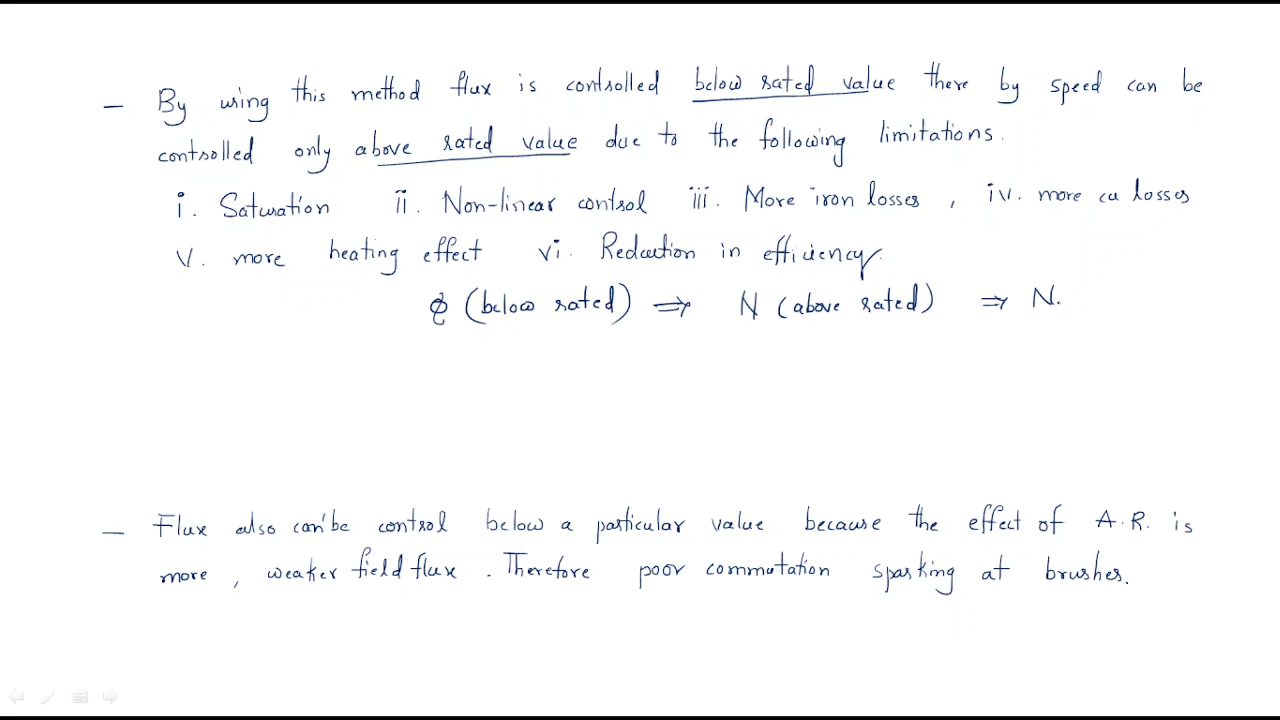 — By using this method flux is controlled below rated value there by speed can be
controlled only above rated value due to the following limitations.
i. Saturation ii. Non-linear control iii. More iron losses , iv. more cu losses
v. more heating effect vi. Reduction in efficiency.
φ (below rated) ⇒ N (above rated) ⇒ N.
— Flux also can'be control below a particular value because the effect of A.R. is
more , weaker field flux . Therefore poor commutation sparking at brushes.